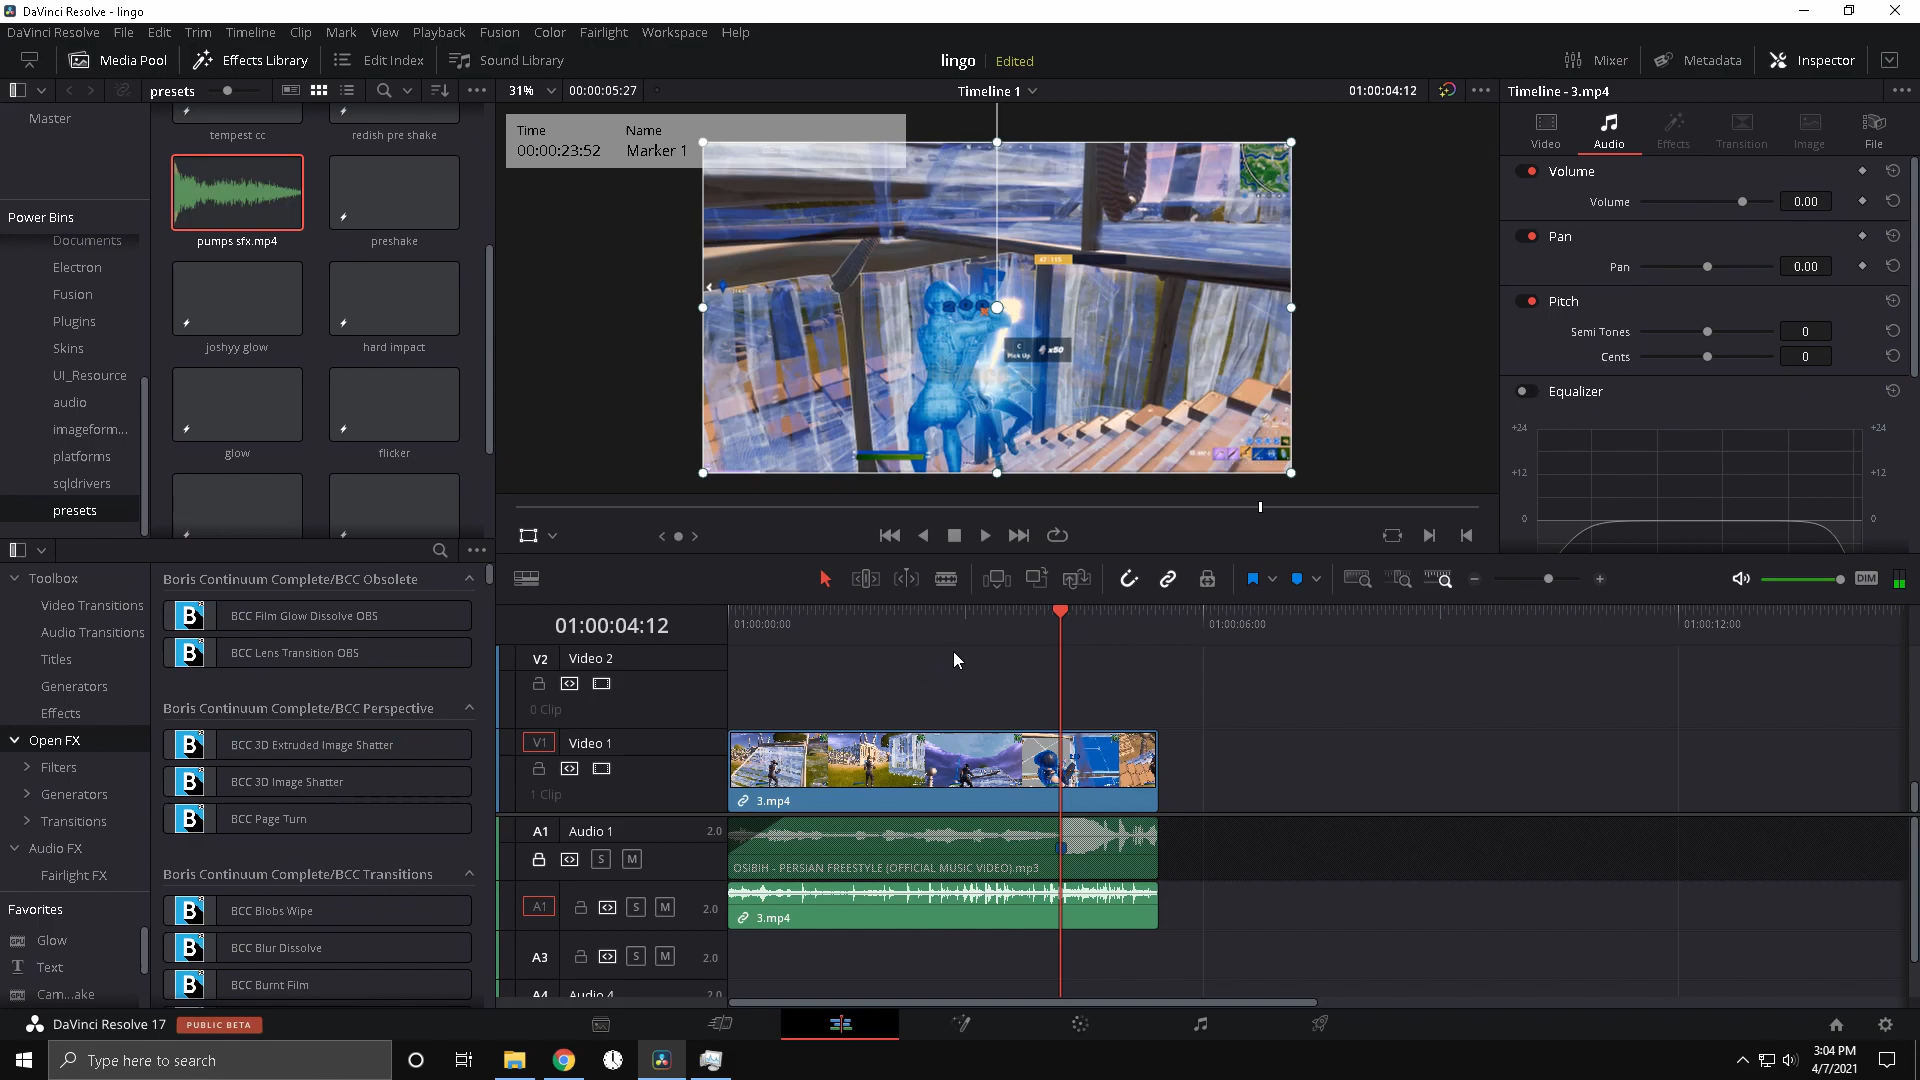 DaVinci Resolve - lingo
DaVinci Resolve File Edit Trim Timeline Clip Mark View Playback Fusion Color Fairlight Workspace Help
Media Pool Effects Library Edit Index Sound Library lingo Edited Mixer Metadata Inspector
presets 31% 00:00:05:27 Timeline 1 01:00:04:12 Timeline - 3.mp4
Master
tempest cc redish pre shake
pumps sfx.mp4 preshake
joshyy glow hard impact
glow flicker
Power Bins
Documents
Electron
Fusion
Plugins
Skins
UI_Resource
audio
imageform...
platforms
sqldrivers
presets
Time Name
00:00:23:52 Marker 1
47 115
C
Pick Up x50
Video Audio Effects Transition Image File
Volume
Volume 0.00
Pan
Pan 0.00
Pitch
Semi Tones 0
Cents 0
Equalizer
+24 +24
+12 +12
0 0
Toolbox
Video Transitions
Audio Transitions
Titles
Generators
Effects
Open FX
Filters
Generators
Transitions
Audio FX
Fairlight FX
Favorites
Glow
Text
Cam...ake
Boris Continuum Complete/BCC Obsolete
B BCC Film Glow Dissolve OBS
B BCC Lens Transition OBS
Boris Continuum Complete/BCC Perspective
B BCC 3D Extruded Image Shatter
B BCC 3D Image Shatter
B BCC Page Turn
Boris Continuum Complete/BCC Transitions
B BCC Blobs Wipe
B BCC Blur Dissolve
B BCC Burnt Film
DIM
01:00:04:12 01:00:00:00 01:00:06:00 01:00:12:00
V2 Video 2
0 Clip
V1 Video 1
1 Clip
3.mp4
A1 Audio 1 2.0
S M
OSIBIH - PERSIAN FREESTYLE (OFFICIAL MUSIC VIDEO).mp3
A1 S M 2.0
3.mp4
A3 S M 2.0
A4 Audio 4 2.0
DaVinci Resolve 17 PUBLIC BETA
Type here to search
3:04 PM
4/7/2021